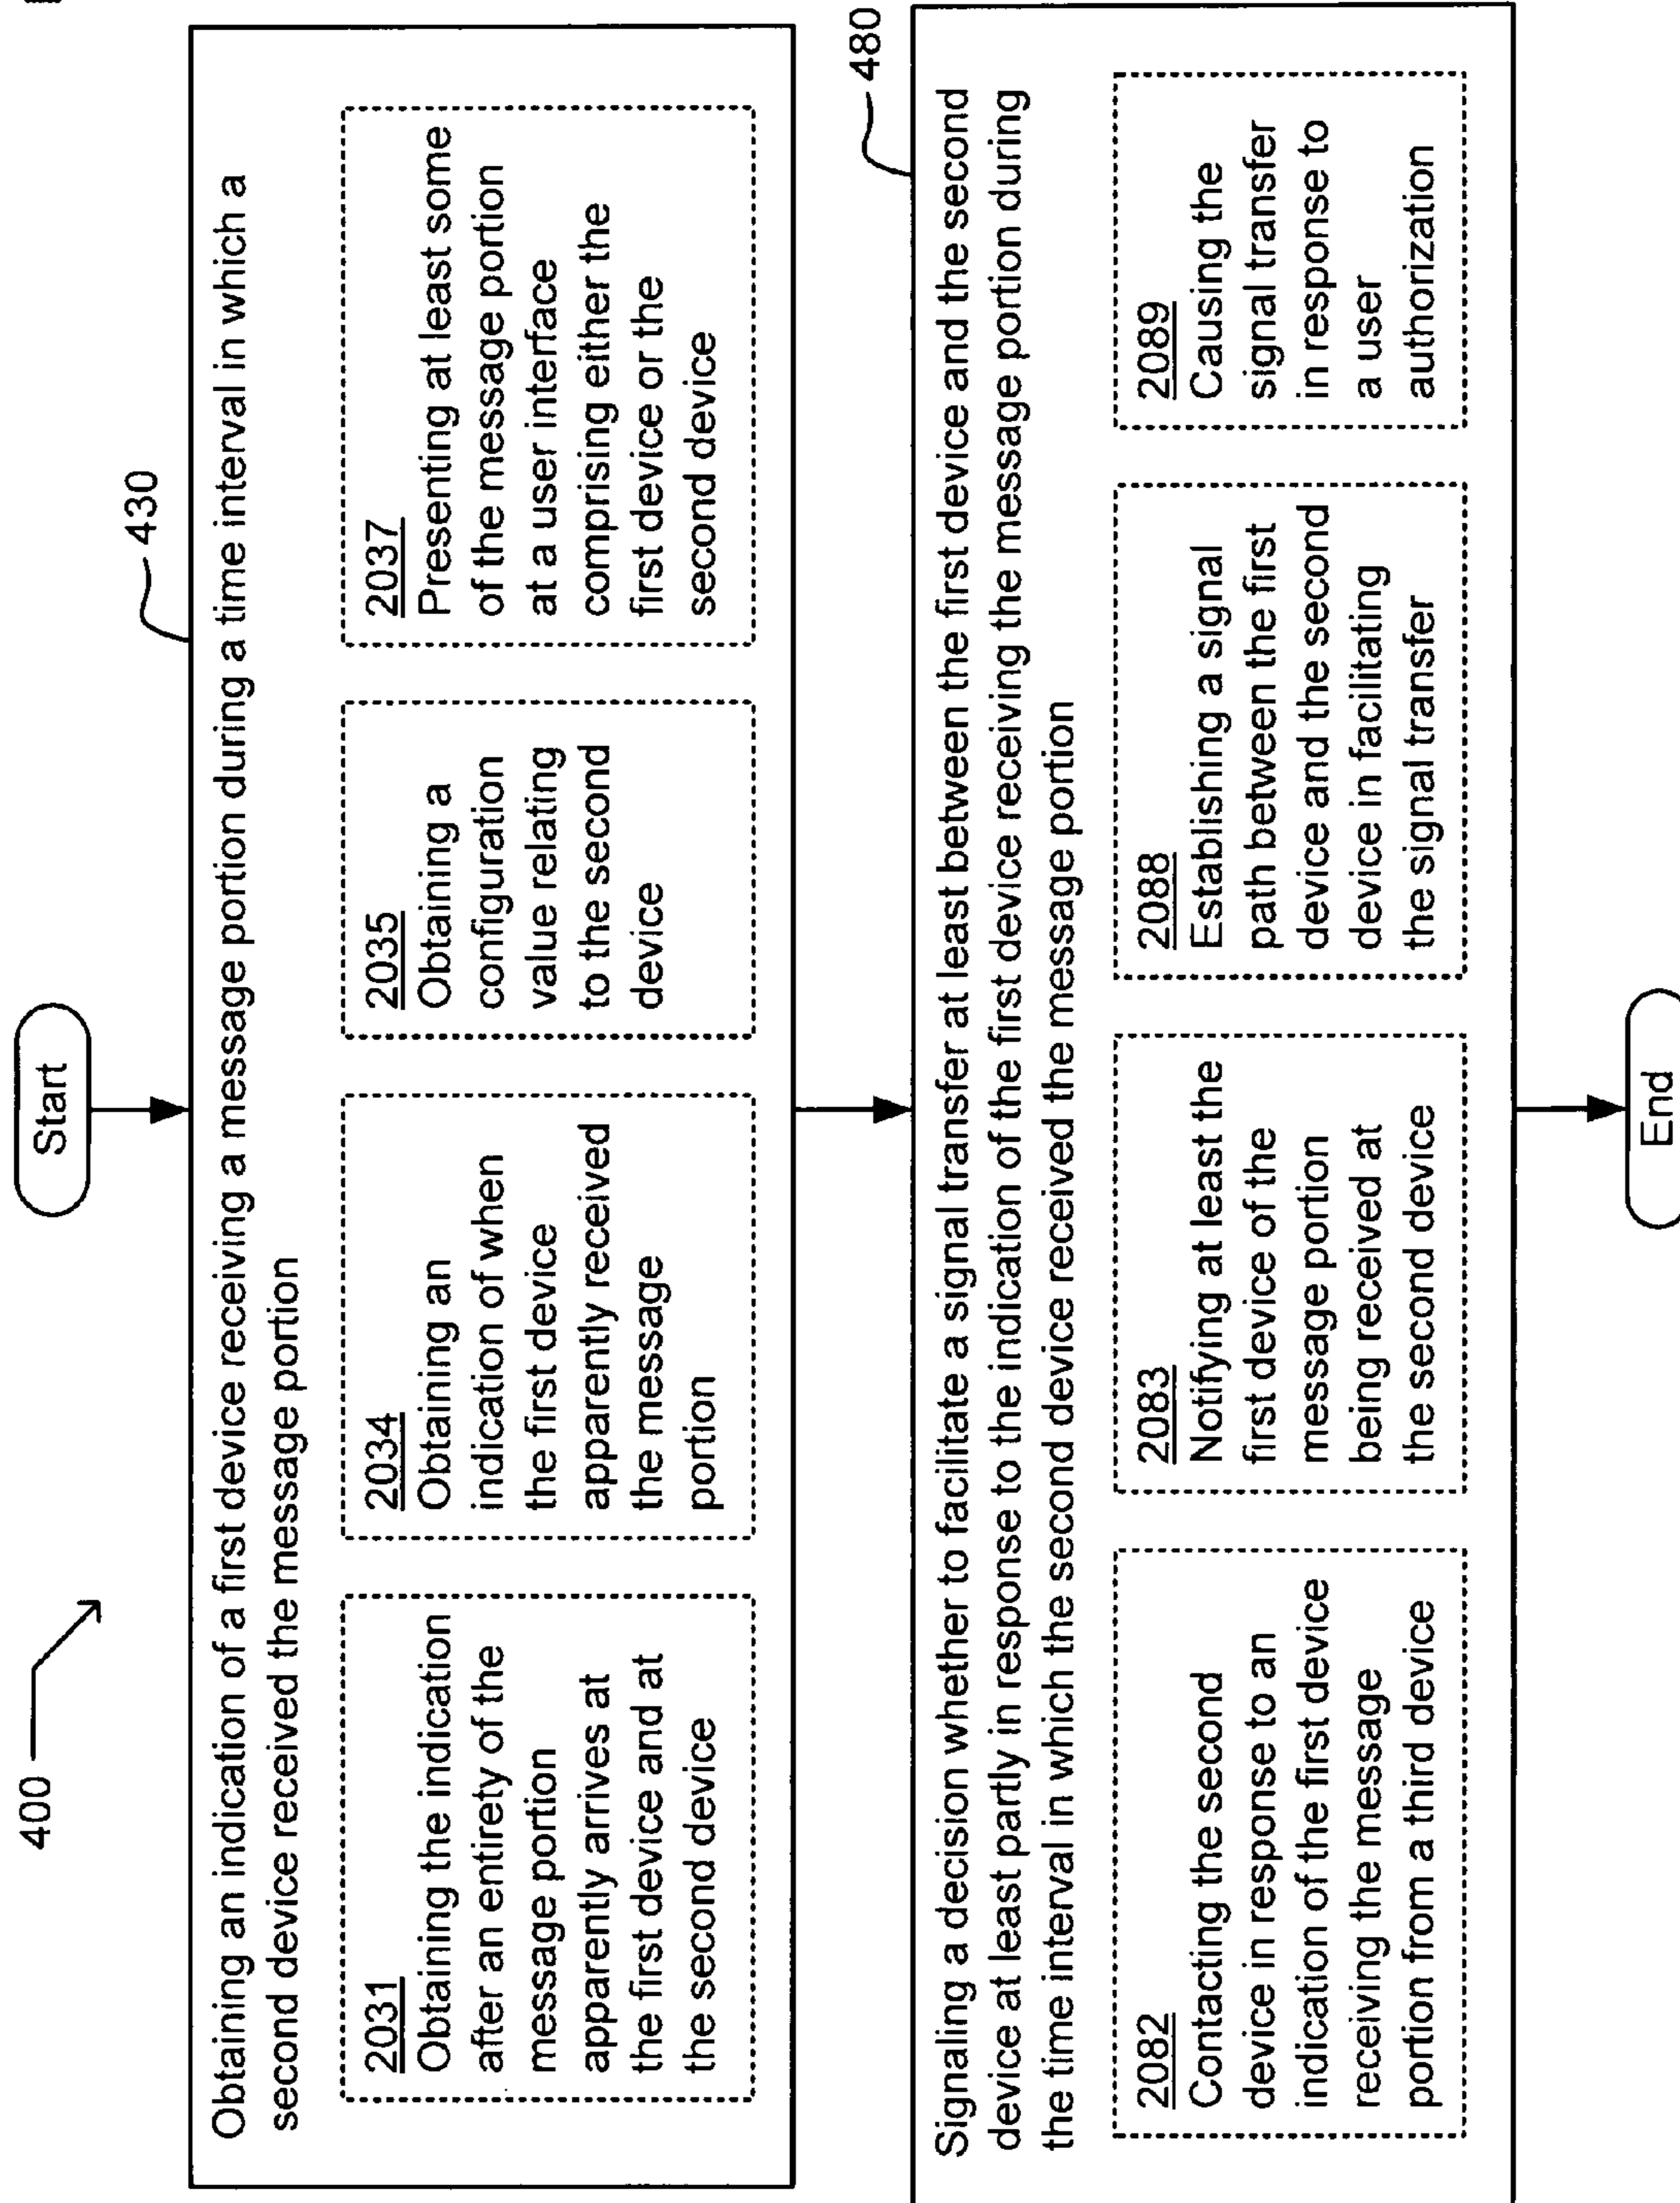 400
Start
430
Obtaining an indication of a first device receiving a message portion during a time interval in which a
second device received the message portion
2031
Obtaining the indication
after an entirety of the
message portion
apparently arrives at
the first device and at
the second device
2034
Obtaining an
indication of when
the first device
apparently received
the message
portion
2035
Obtaining a
configuration
value relating
to the second
device
2037
Presenting at least some
of the message portion
at a user interface
comprising either the
first device or the
second device
480
Signaling a decision whether to facilitate a signal transfer at least between the first device and the second
device at least partly in response to the indication of the first device receiving the message portion during
the time interval in which the second device received the message portion
2082
Contacting the second
device in response to an
indication of the first device
receiving the message
portion from a third device
2083
Notifying at least the
first device of the
message portion
being received at
the second device
2088
Establishing a signal
path between the first
device and the second
device in facilitating
the signal transfer
2089
Causing the
signal transfer
in response to
a user
authorization
End